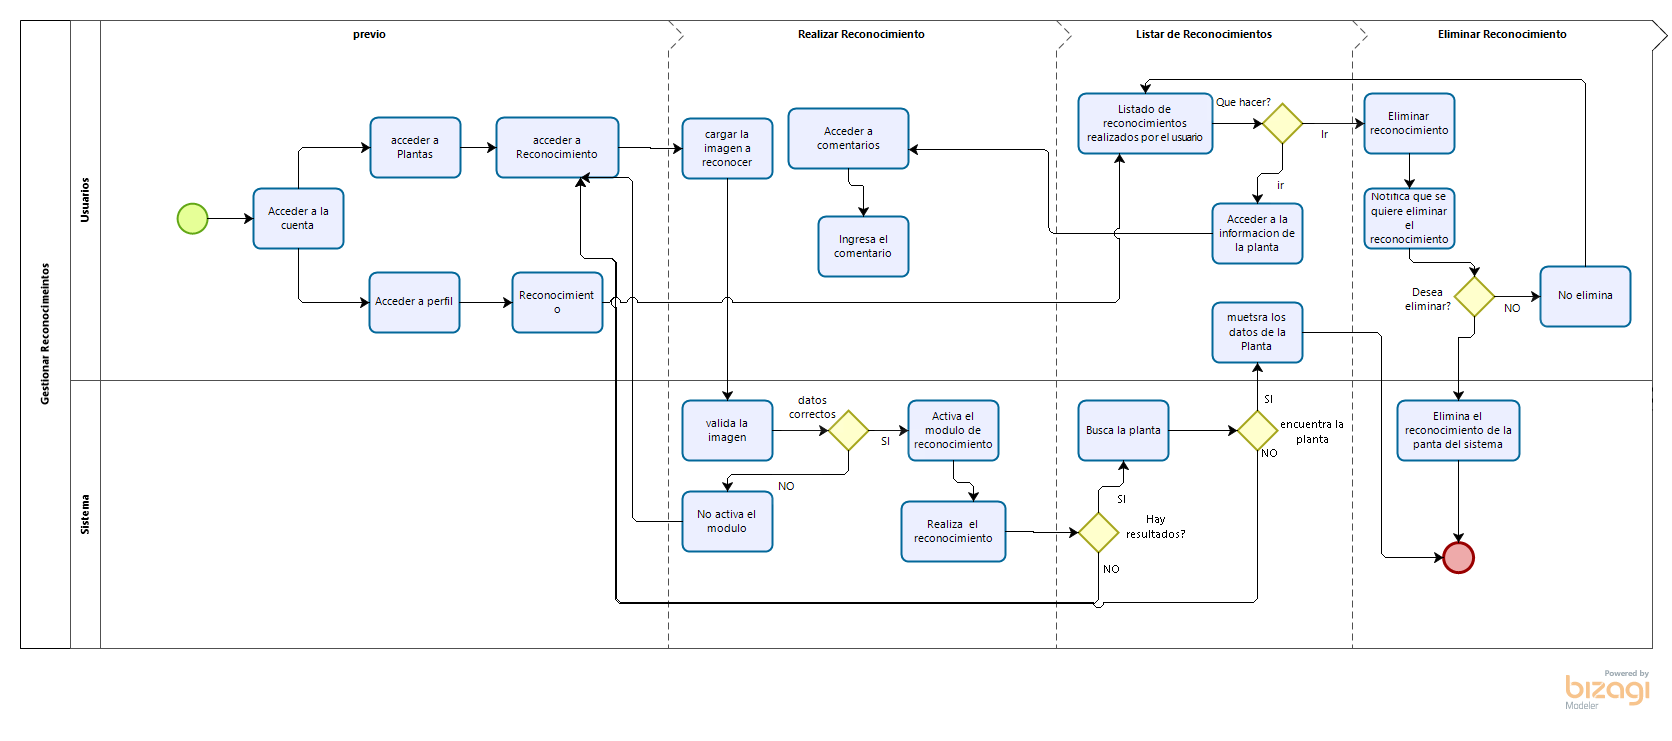 previo
Realizar Reconocimiento
Listar de Reconocimientos
Eliminar Reconocimiento
Gestionar Reconocimeintos
Usuarios
Sistema
Acceder a la
cuenta
acceder a
Plantas
acceder a
Reconocimiento
Acceder a perfil
Reconocimient
o
cargar la
imagen a
reconocer
Acceder a
comentarios
Ingresa el
comentario
Listado de
reconocimientos
realizados por el usuario
Que hacer?
Ir
ir
Acceder a la
informacion de
la planta
muetsra los
datos de la
Planta
Eliminar
reconocimiento
Notifica que se
quiere eliminar
el
reconocimiento
Desea
eliminar?
NO
No elimina
valida la
imagen
datos
correctos
SI
NO
Activa el
modulo de
reconocimiento
No activa el
modulo
Realiza el
reconocimiento
Busca la planta
SI
Hay
resultados?
NO
SI
encuentra la
planta
NO
Elimina el
reconocimiento de la
panta del sistema
Powered by
bizagi
Modeler